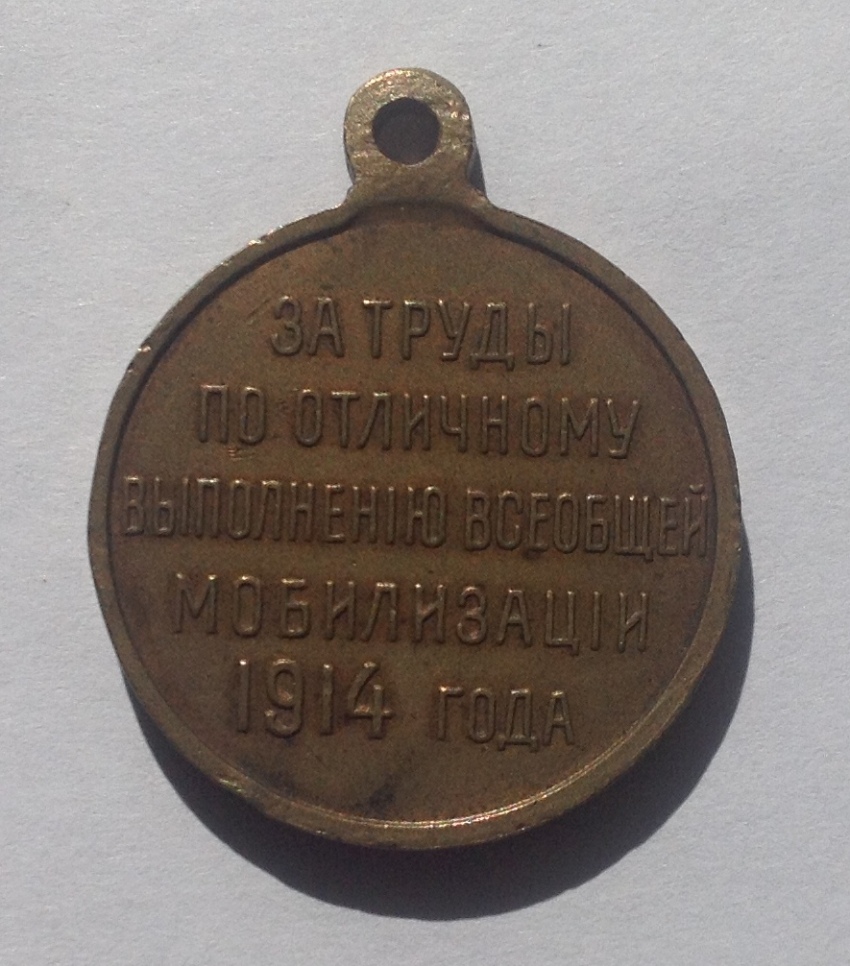 ЗА ТРУДЫ
ПО ОТЛИЧНОМУ
ВЫПОЛНЕНІЮ ВСЕОБЩЕЙ
МОБИЛИЗАЦІИ
1914 ГОДА